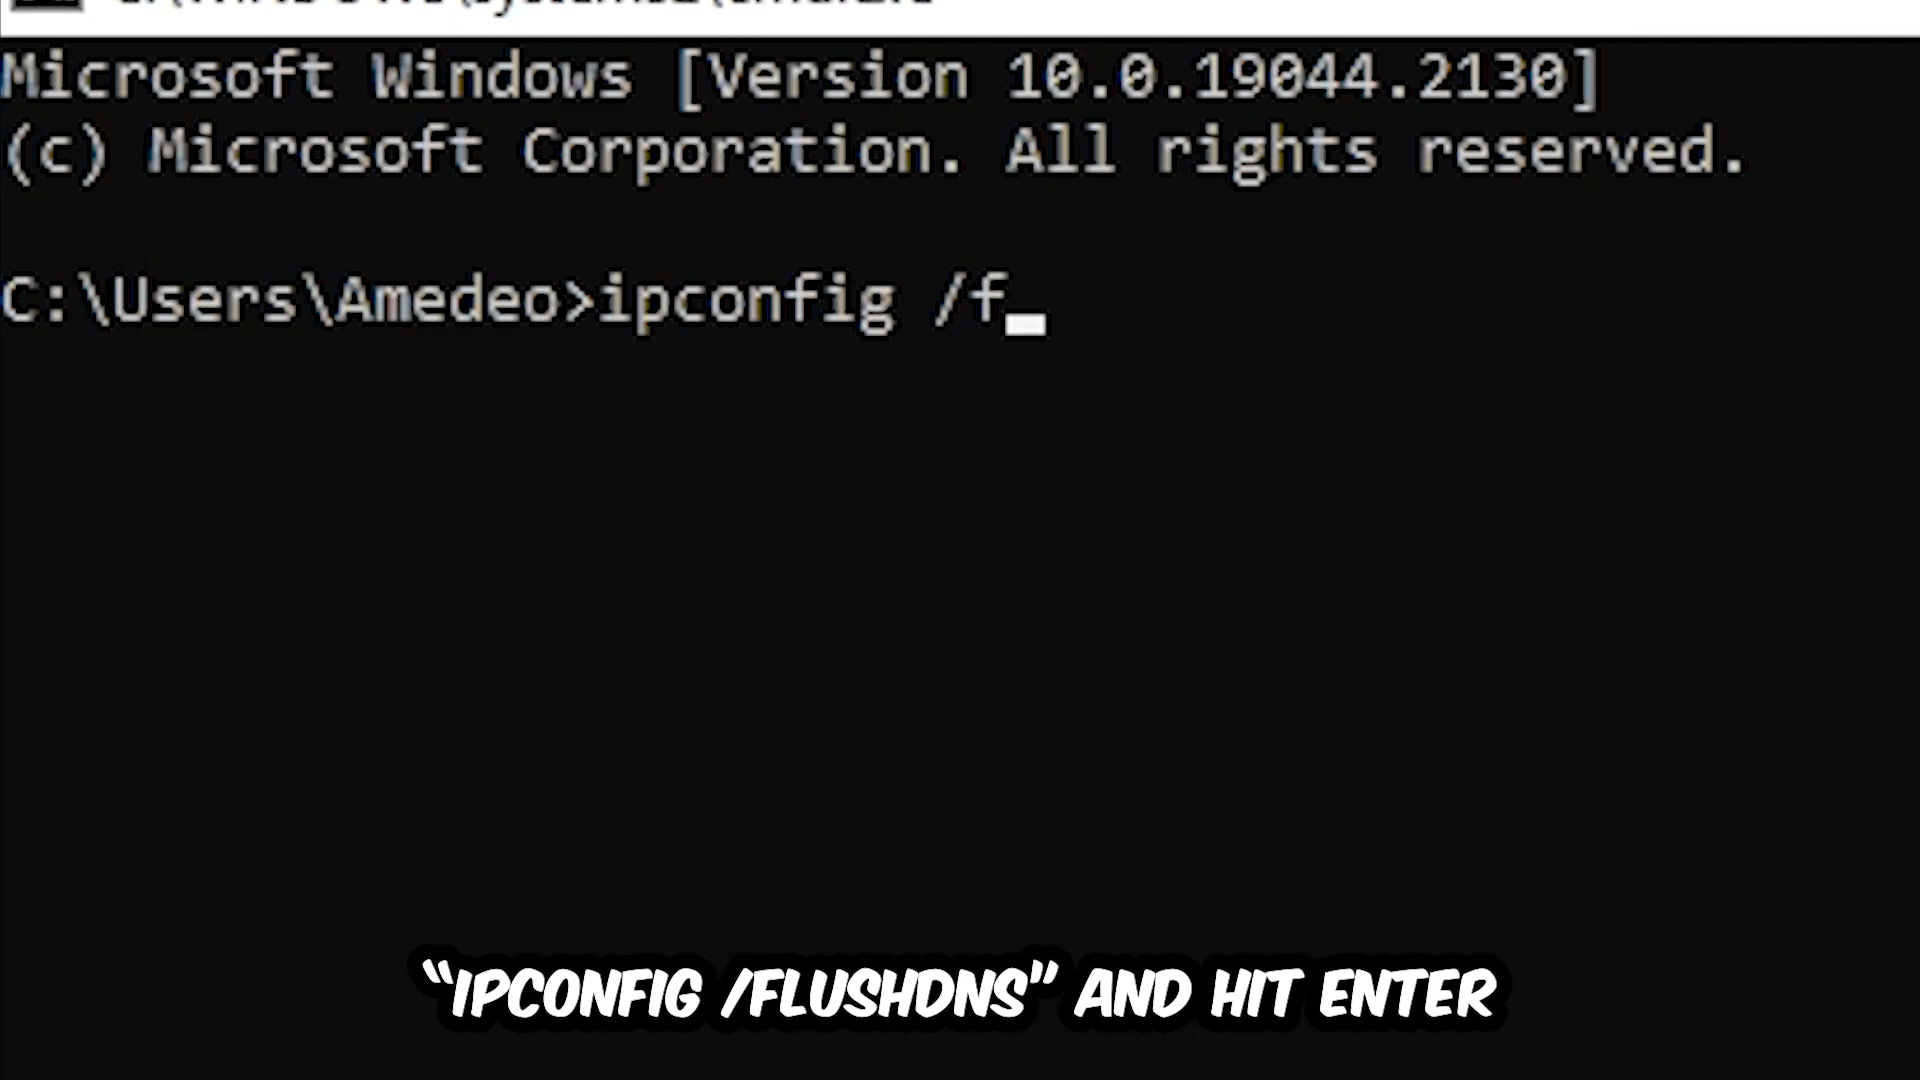 Microsoft Windows [Version 10.0.19044.2130]
(c) Microsoft Corporation. All rights reserved.
C:\Users\Amedeo>ipconfig /f
“IPCONFIG /FLUSHDNS” AND HIT ENTER